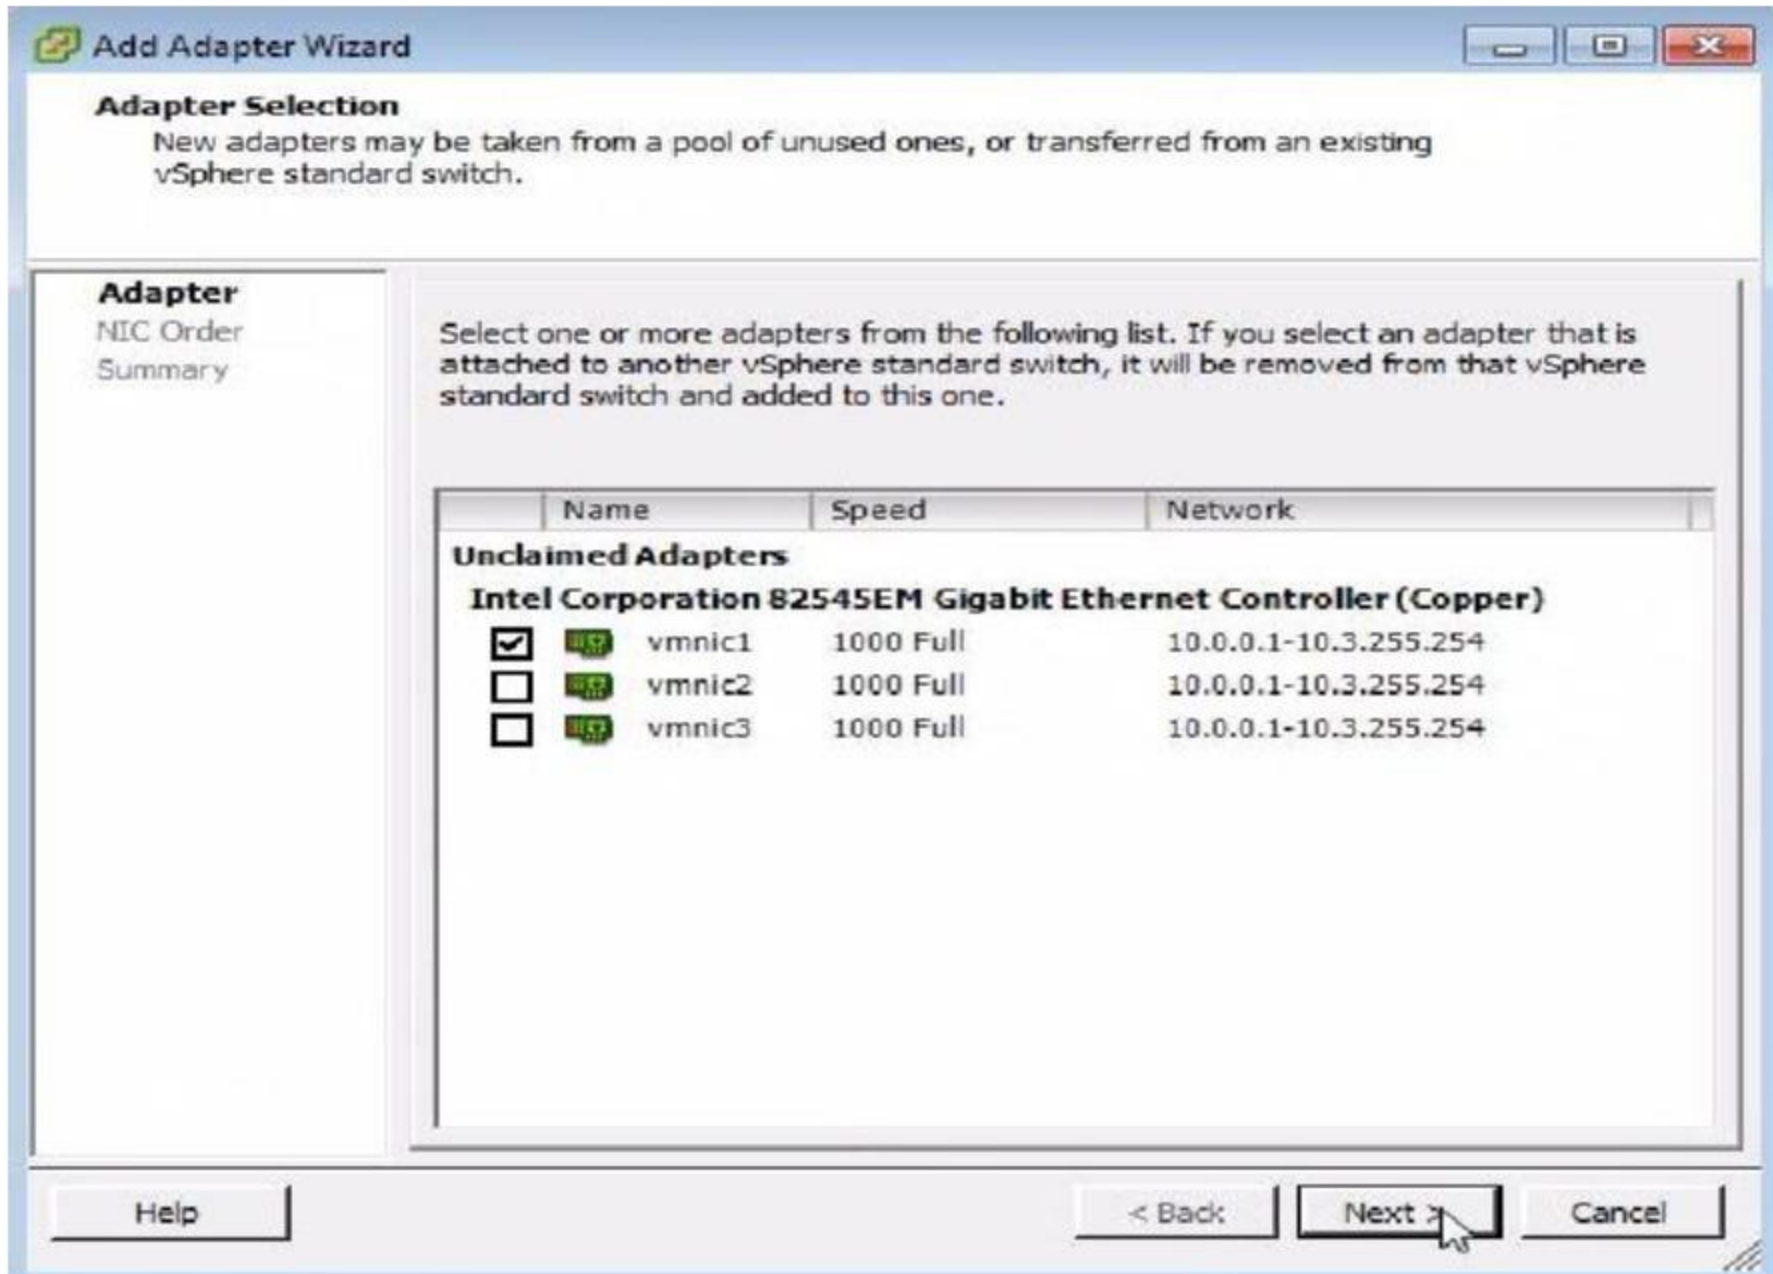 Add Adapter Wizard
Adapter Selection
New adapters may be taken from a pool of unused ones, or transferred from an existing
vSphere standard switch.
Adapter
NIC Order
Summary
Select one or more adapters from the following list. If you select an adapter that is
attached to another vSphere standard switch, it will be removed from that vSphere
standard switch and added to this one.
Name Speed Network
Unclaimed Adapters
Intel Corporation 82545EM Gigabit Ethernet Controller (Copper)
vmnic1 1000 Full 10.0.0.1-10.3.255.254
vmnic2 1000 Full 10.0.0.1-10.3.255.254
vmnic3 1000 Full 10.0.0.1-10.3.255.254
Help < Back Next > Cancel